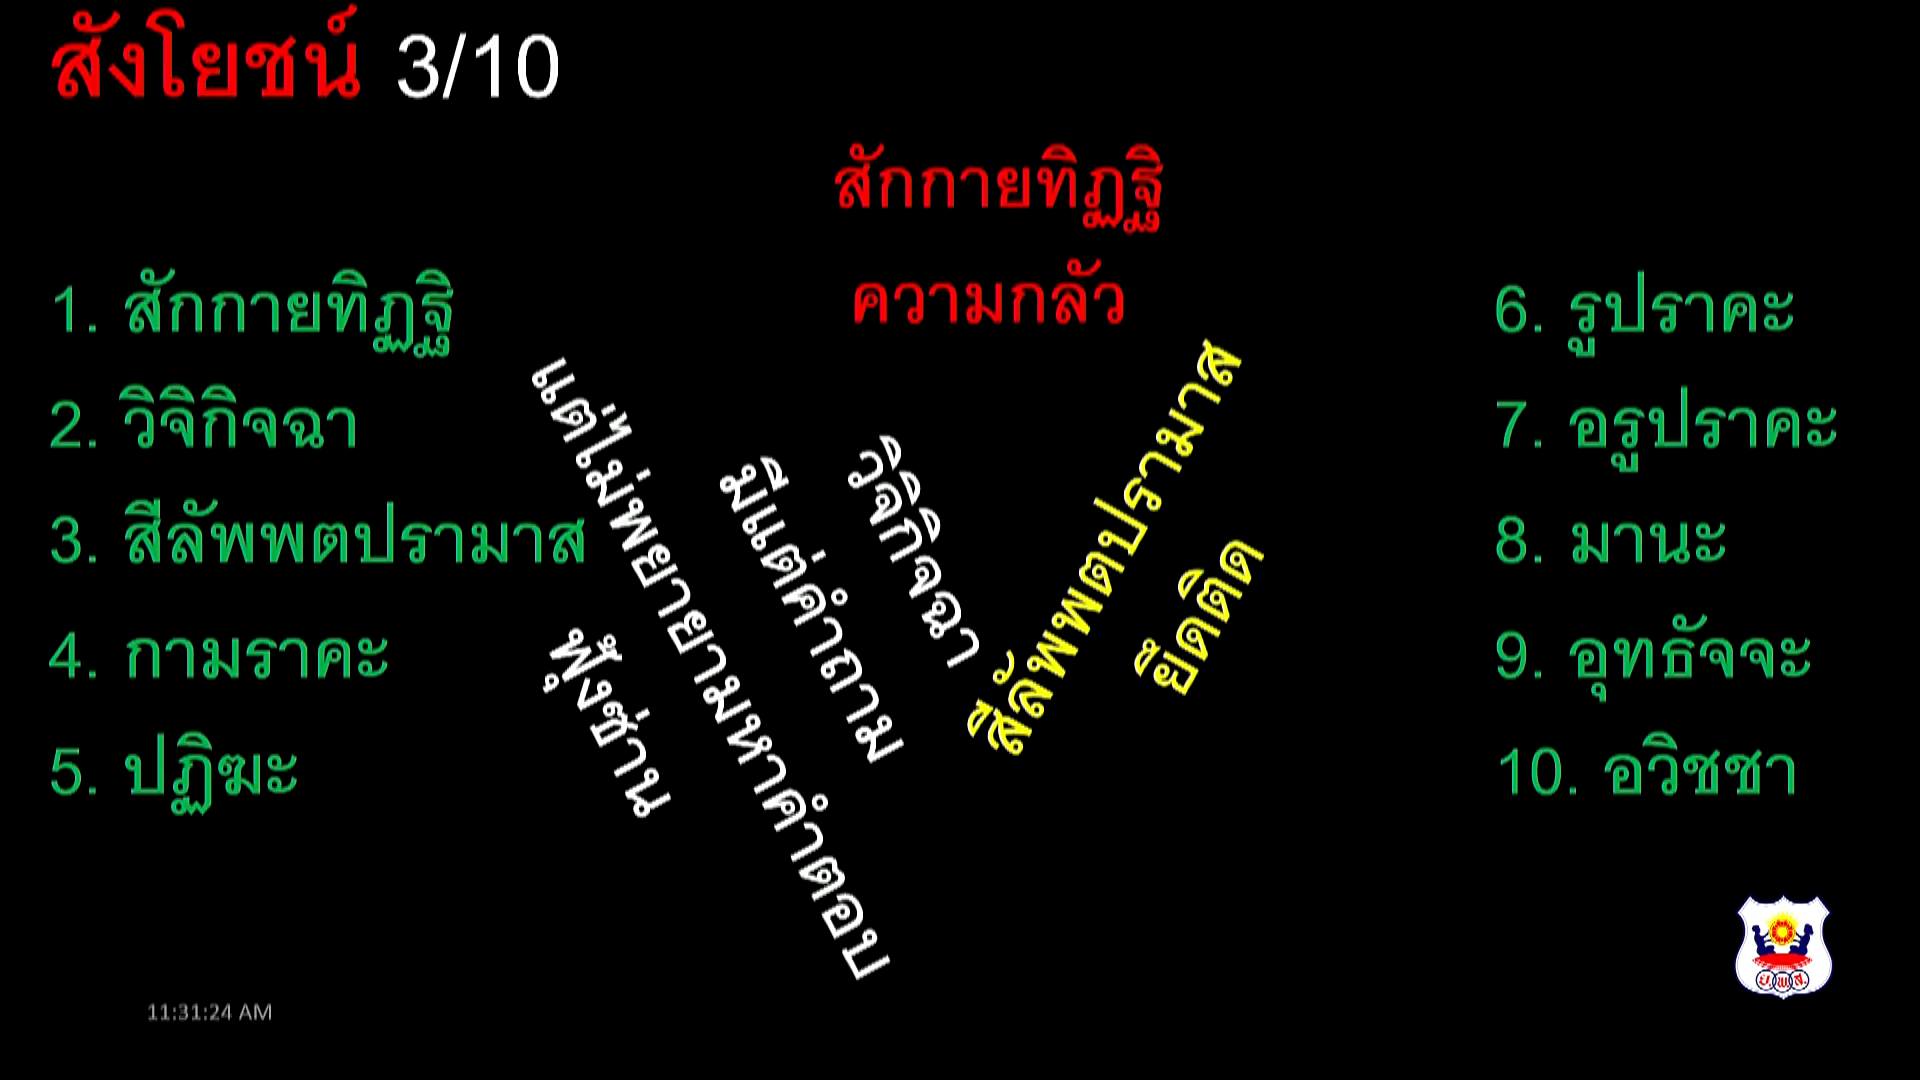 สังโยชน์ 3/10
สักกายทิฏฐิ
ความกลัว
1. สักกายทิฏฐิ
2. วิจิกิจฉา
3. สีลัพพตปรามาส
4. กามราคะ
5. ปฏิฆะ
แต่ไม่พยายามหาคำตอบ
ฟุ้งซ่าน
มีแต่คำถาม
วิจิกิจฉา
สีลัพพตปรามาส
ยึดติด
6. รูปราคะ
7. อรูปราคะ
8. มานะ
9. อุทธัจจะ
10. อวิชชา
ย.พ.ส.
11:31:24 AM